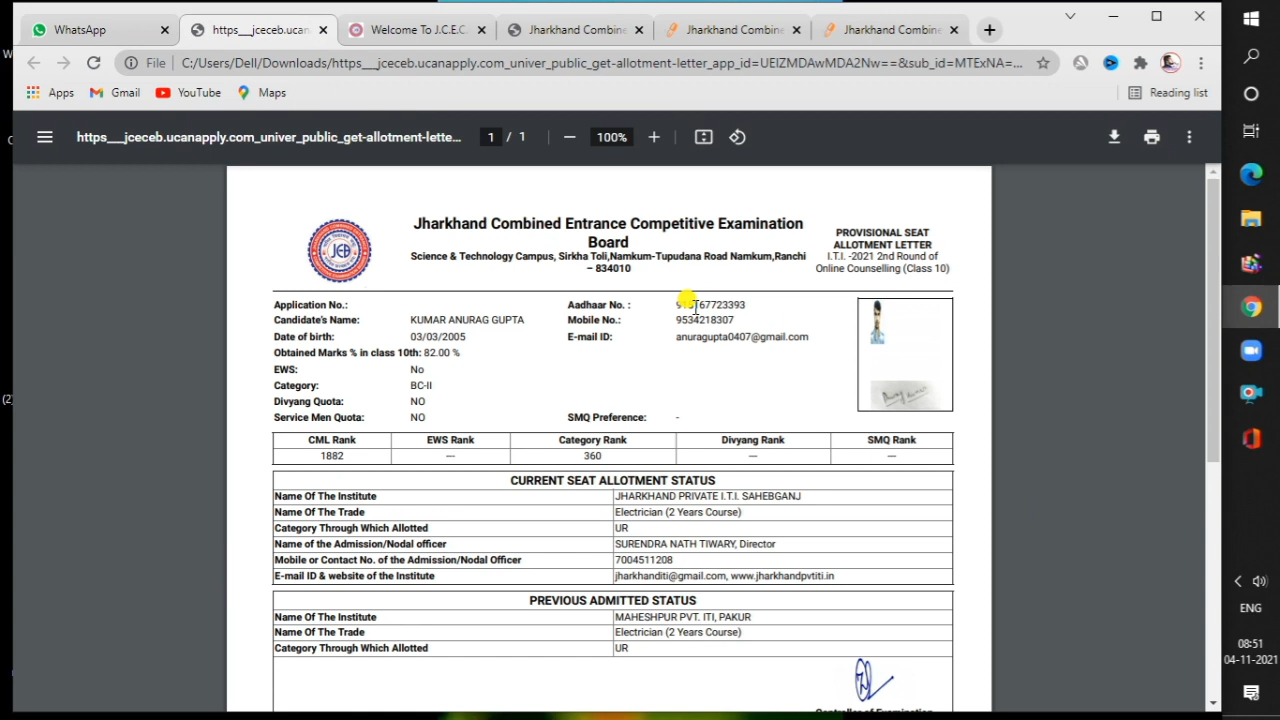 WhatsApp
https__jceceb.ucan
Welcome To J.C.E.C.
Jharkhand Combine
Jharkhand Combine
Jharkhand Combine
File C:/Users/Dell/Downloads/https__jceceb.ucanapply.com_univer_public_get-allotment-letter_app_id=UEIZMDAwMDA2Nw==&sub_id=MTExNA=...
Apps Gmail YouTube Maps Reading list
https__jceceb.ucanapply.com_univer_public_get-allotment-lette... 1 / 1 100%
Jharkhand Combined Entrance Competitive Examination
Board
Science & Technology Campus, Sirkha Toli,Namkum-Tupudana Road Namkum,Ranchi
– 834010
PROVISIONAL SEAT
ALLOTMENT LETTER
I.T.I. -2021 2nd Round of
Online Counselling (Class 10)
JCEB
Application No.: Aadhaar No. :
Candidate's Name: KUMAR ANURAG GUPTA Mobile No.: 9534218307
Date of birth: 03/03/2005 E-mail ID: anuragupta0407@gmail.com
Obtained Marks % in class 10th: 82.00 %
EWS: No
Category: BC-II
Divyang Quota: NO
Service Men Quota: NO SMQ Preference: -
CML Rank EWS Rank Category Rank Divyang Rank SMQ Rank
1882 --- 360 --- ---
CURRENT SEAT ALLOTMENT STATUS
Name Of The Institute JHARKHAND PRIVATE I.T.I. SAHEBGANJ
Name Of The Trade Electrician (2 Years Course)
Category Through Which Allotted UR
Name of the Admission/Nodal officer SURENDRA NATH TIWARY, Director
Mobile or Contact No. of the Admission/Nodal Officer 7004511208
E-mail ID & website of the Institute jharkhanditi@gmail.com, www.jharkhandpvtiti.in
PREVIOUS ADMITTED STATUS
Name Of The Institute MAHESHPUR PVT. ITI, PAKUR
Name Of The Trade Electrician (2 Years Course)
Category Through Which Allotted UR
ENG
08:51
04-11-2021